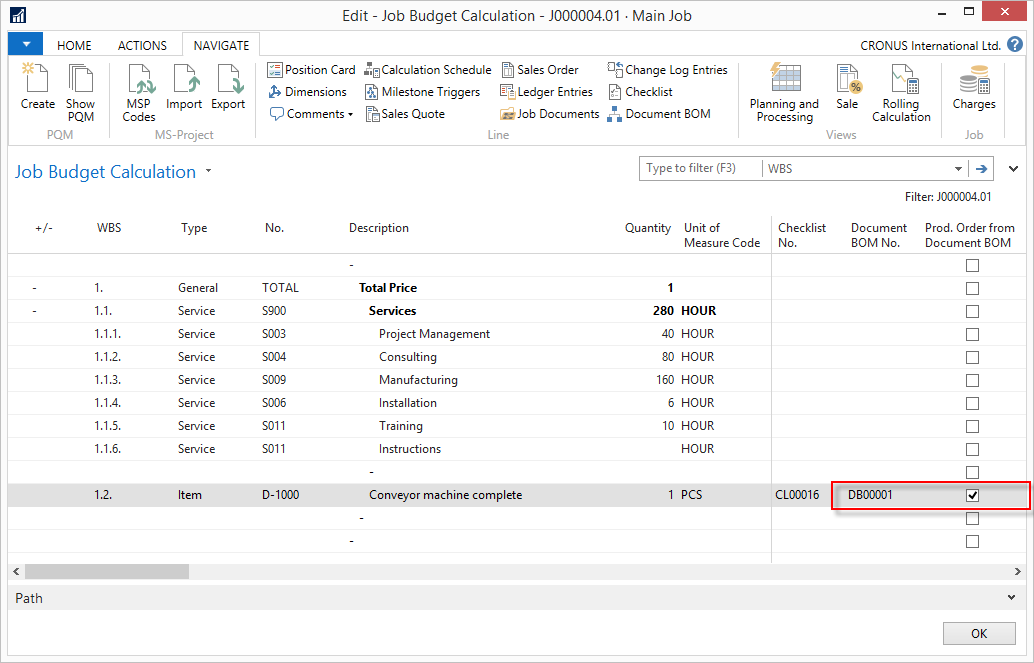 Edit - Job Budget Calculation - J000004.01 · Main Job
HOME ACTIONS NAVIGATE CRONUS International Ltd. ?
Create Show PQM MSP Codes Import Export
Position Card Calculation Schedule Sales Order Change Log Entries
Dimensions Milestone Triggers Ledger Entries Checklist
Comments Sales Quote Job Documents Document BOM
Planning and Processing Sale Rolling Calculation Charges
PQM MS-Project Line Views Job
Job Budget Calculation
Type to filter (F3) WBS
Filter: J000004.01
+/- WBS Type No. Description Quantity Unit of Measure Code Checklist No. Document BOM No. Prod. Order from Document BOM
-
- 1. General TOTAL Total Price 1
- 1.1. Service S900 Services 280 HOUR
1.1.1. Service S003 Project Management 40 HOUR
1.1.2. Service S004 Consulting 80 HOUR
1.1.3. Service S009 Manufacturing 160 HOUR
1.1.4. Service S006 Installation 6 HOUR
1.1.5. Service S011 Training 10 HOUR
1.1.6. Service S011 Instructions HOUR
-
1.2. Item D-1000 Conveyor machine complete 1 PCS CL00016 DB00001
-
-
Path
OK